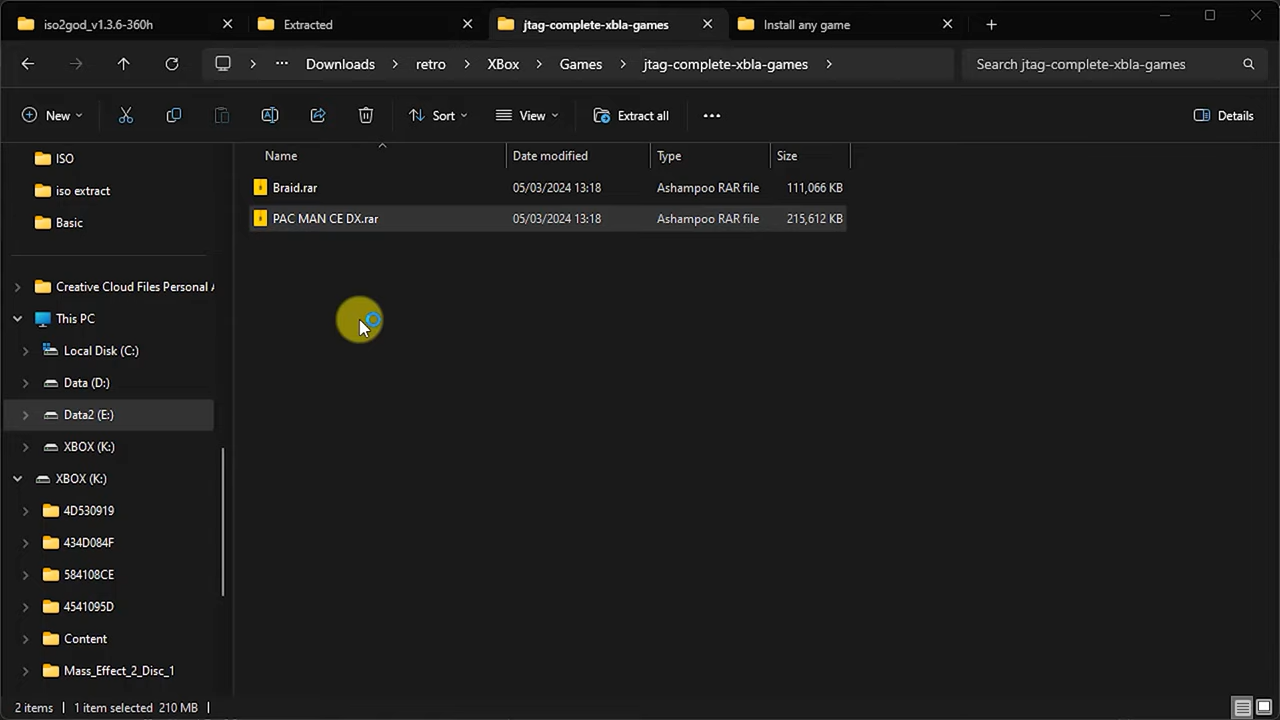 iso2god_v1.3.6-360h
Extracted
jtag-complete-xbla-games
Install any game
Downloads
retro
XBox
Games
jtag-complete-xbla-games
Search jtag-complete-xbla-games
New
Sort
View
Extract all
Details
ISO
iso extract
Basic
Creative Cloud Files Personal A
This PC
Local Disk (C:)
Data (D:)
Data2 (E:)
XBOX (K:)
XBOX (K:)
4D530919
434D084F
584108CE
4541095D
Content
Mass_Effect_2_Disc_1
Name Date modified Type Size
Braid.rar 05/03/2024 13:18 Ashampoo RAR file 111,066 KB
PAC MAN CE DX.rar 05/03/2024 13:18 Ashampoo RAR file 215,612 KB
2 items 1 item selected 210 MB